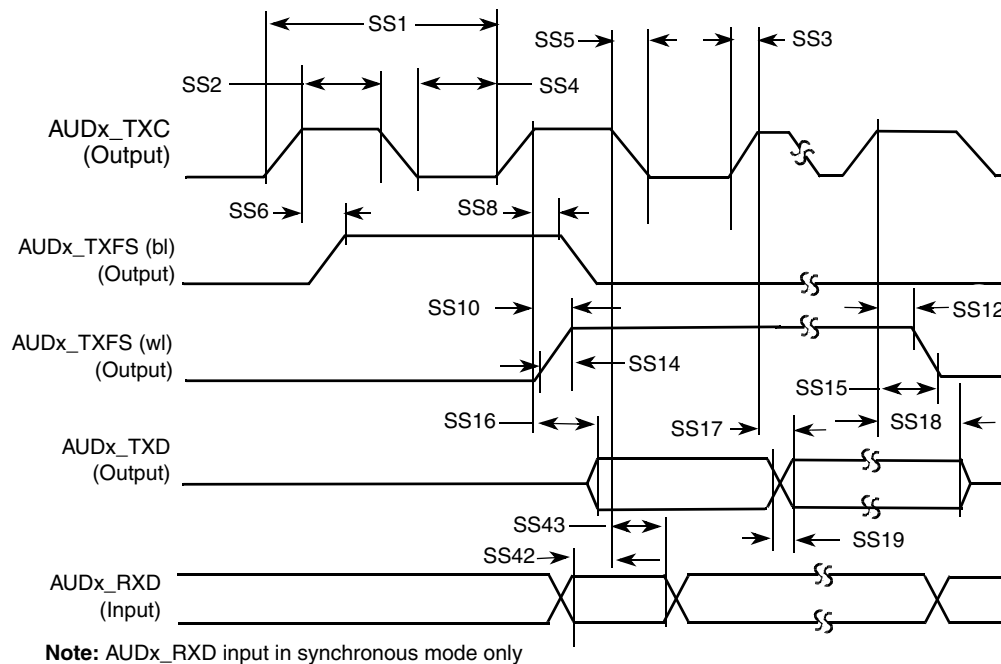 SS1
SS5
SS3
SS2
SS4
AUDx_TXC
(Output)
SS6
SS8
AUDx_TXFS (bl)
(Output)
SS10
SS12
AUDx_TXFS (wl)
(Output)
SS14
SS15
SS16
SS17
SS18
AUDx_TXD
(Output)
SS43
SS19
SS42
AUDx_RXD
(Input)
Note: AUDx_RXD input in synchronous mode only